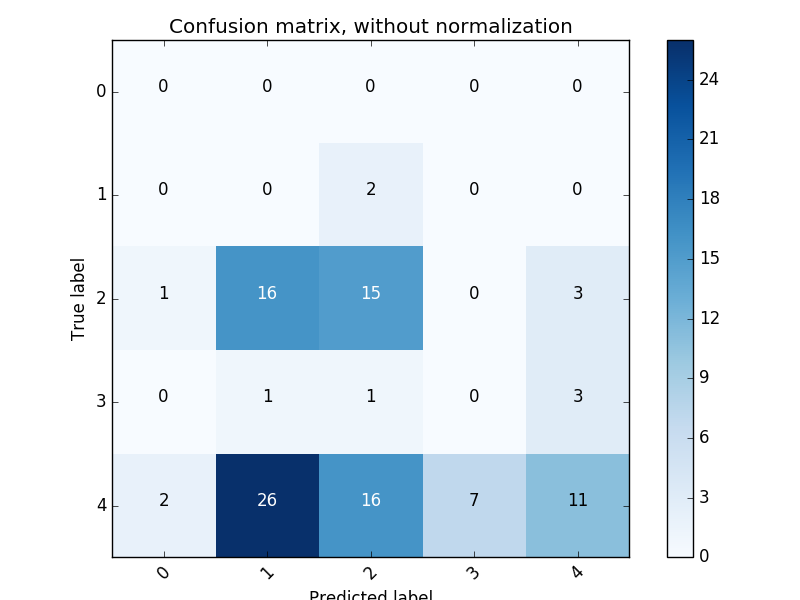 Confusion matrix, without normalization
0 0 0 0 0 0
1 0 0 2 0 0
2 1 16 15 0 3
3 0 1 1 0 3
4 2 26 16 7 11
0 1 2 3 4
True label
Predicted label
24
21
18
15
12
9
6
3
0